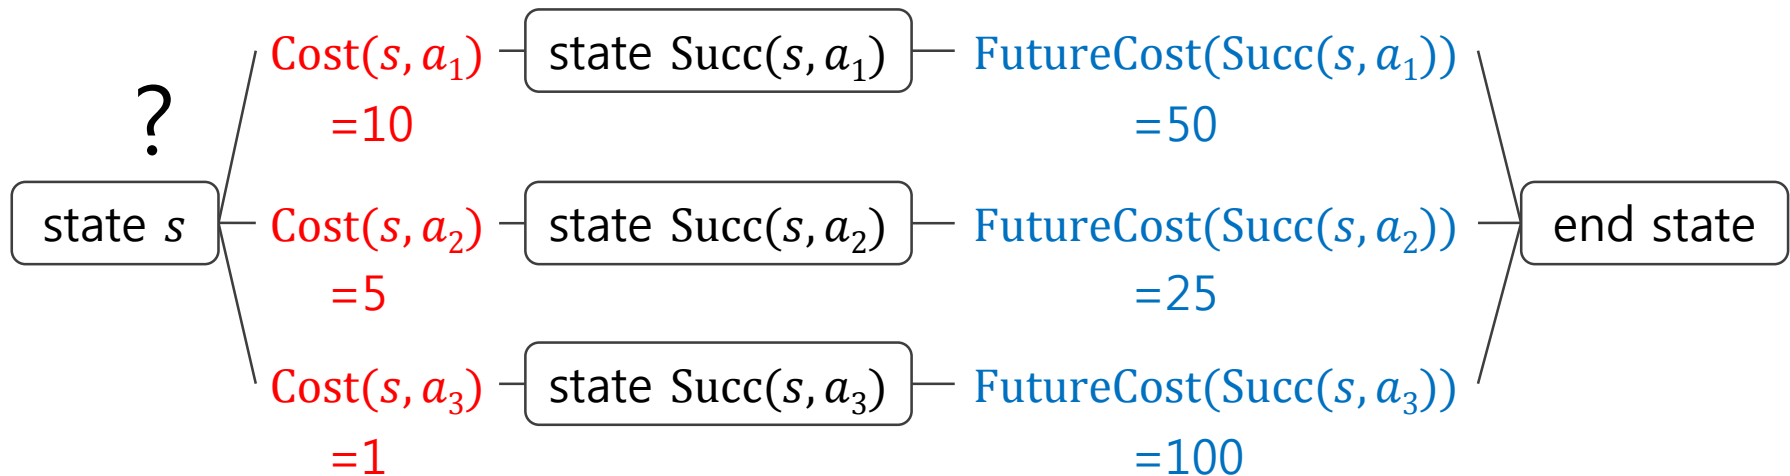 Cost(s, a₁) state Succ(s, a₁) FutureCost(Succ(s, a₁))
?
=10 =50
state s Cost(s, a₂) state Succ(s, a₂) FutureCost(Succ(s, a₂)) end state
=5 =25
Cost(s, a₃) state Succ(s, a₃) FutureCost(Succ(s, a₃))
=1 =100